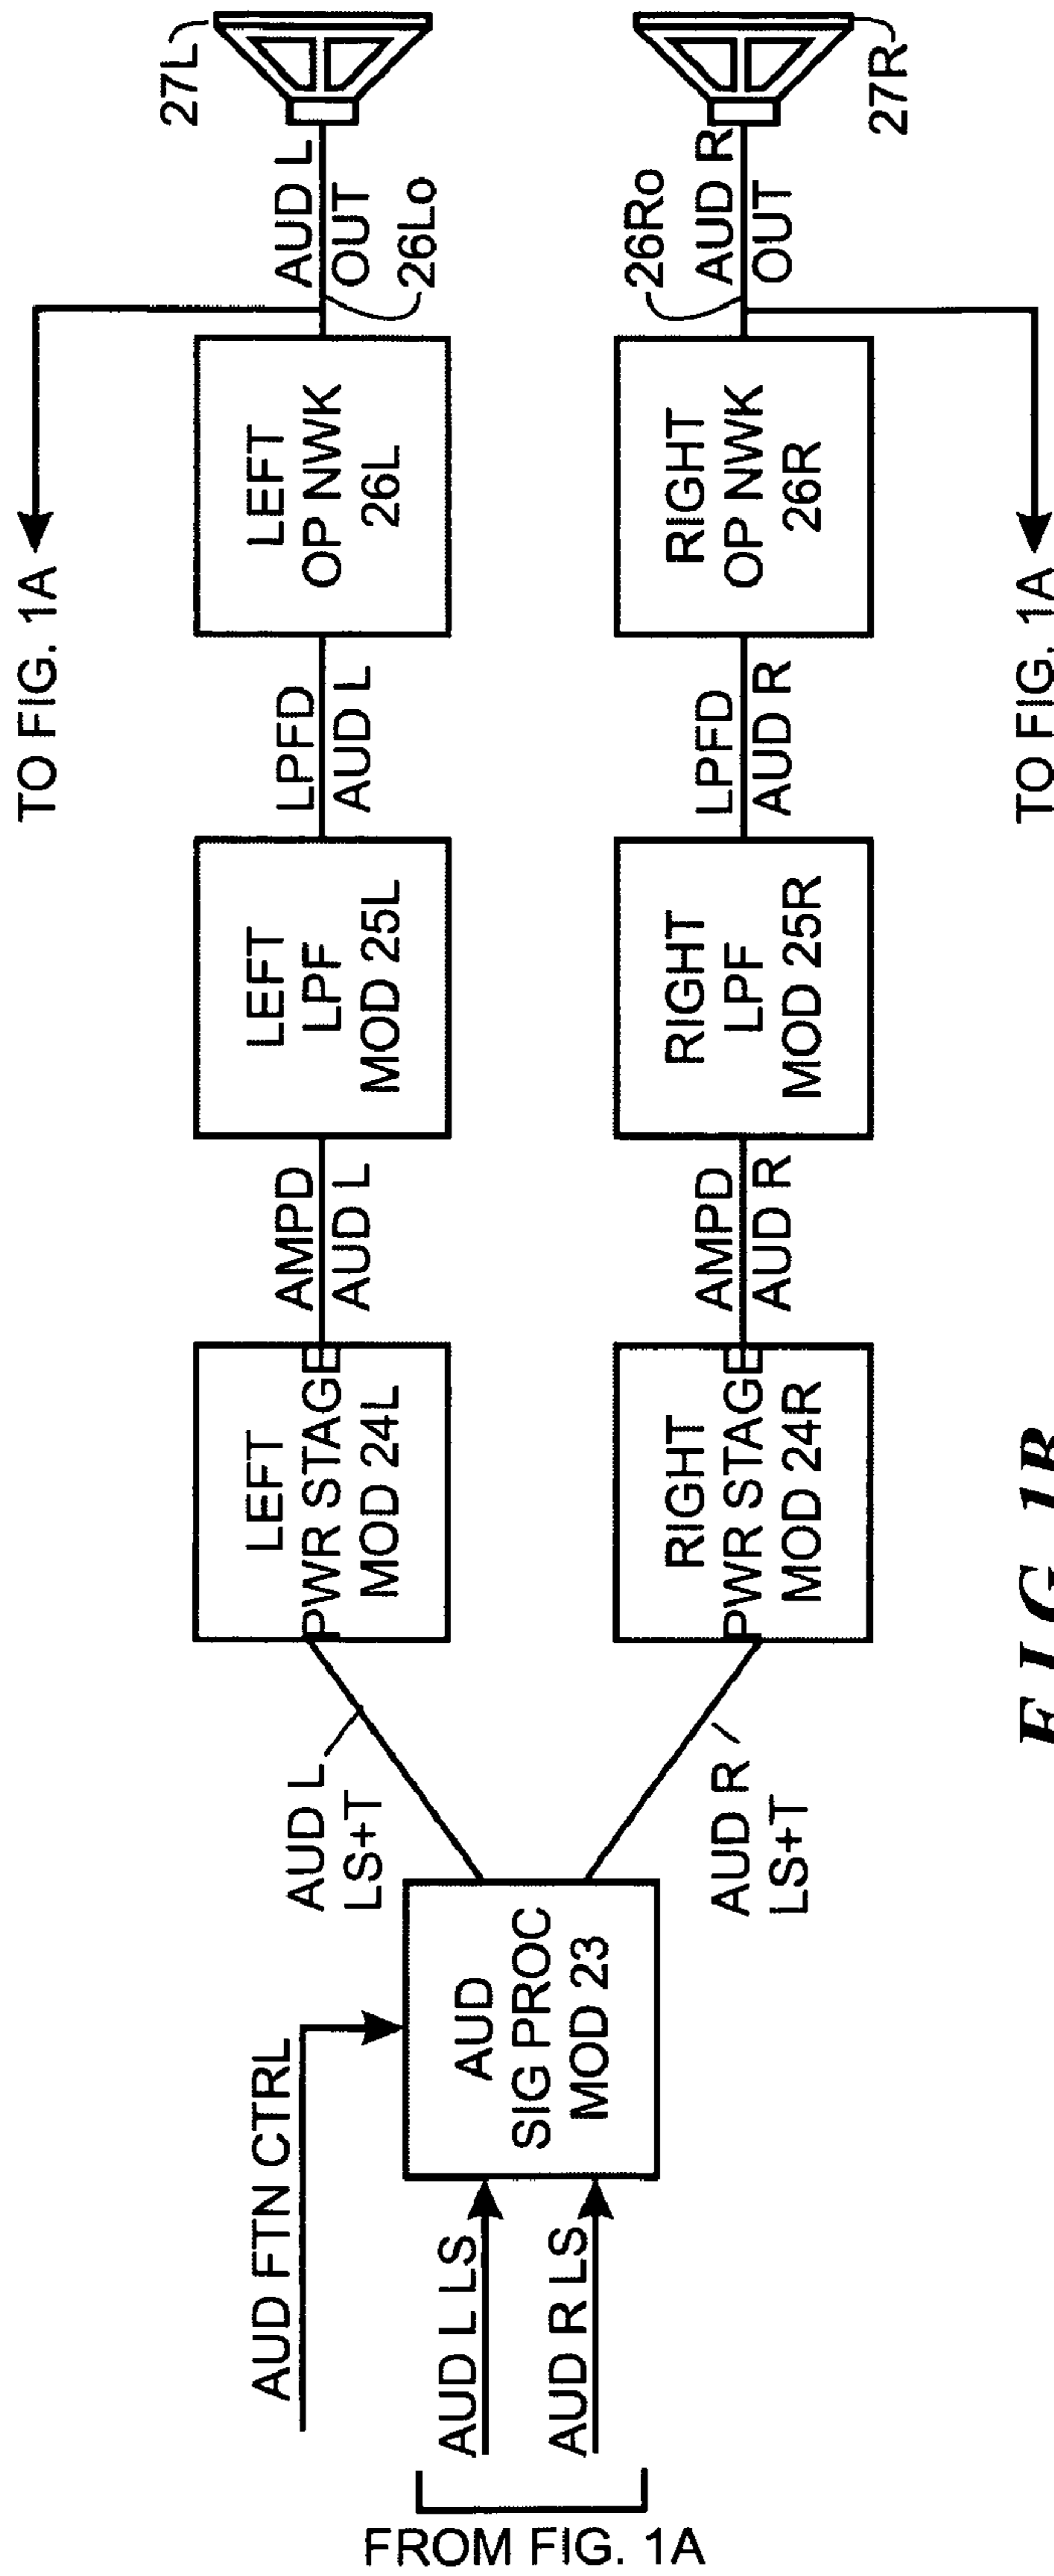 FROM FIG. 1A
AUD L LS
AUD R LS
AUD FTN CTRL
AUD
SIG PROC
MOD 23
AUD L
LS+T
AUD R
LS+T
LEFT
PWR STAGE
MOD 24L
AMPD
AUD L
LEFT
LPF
MOD 25L
LPFD
AUD L
LEFT
OP NWK
26L
TO FIG. 1A
AUD L
OUT
26Lo
27L
RIGHT
PWR STAGE
MOD 24R
AMPD
AUD R
RIGHT
LPF
MOD 25R
LPFD
AUD R
RIGHT
OP NWK
26R
26Ro
AUD R
OUT
27R
TO FIG. 1A
FIG. 1B